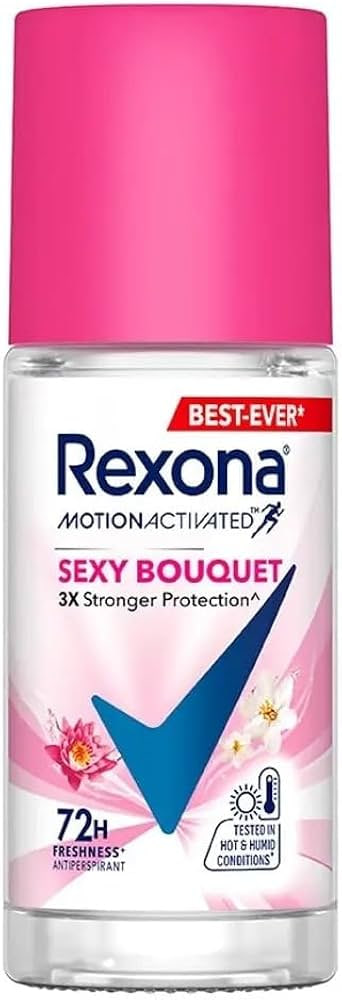 BEST-EVER*
Rexona®
MOTIONACTIVATED™
SEXY BOUQUET
3X Stronger Protection^
72H
FRESHNESS+
ANTIPERSPIRANT
TESTED IN
HOT & HUMID
CONDITIONS*